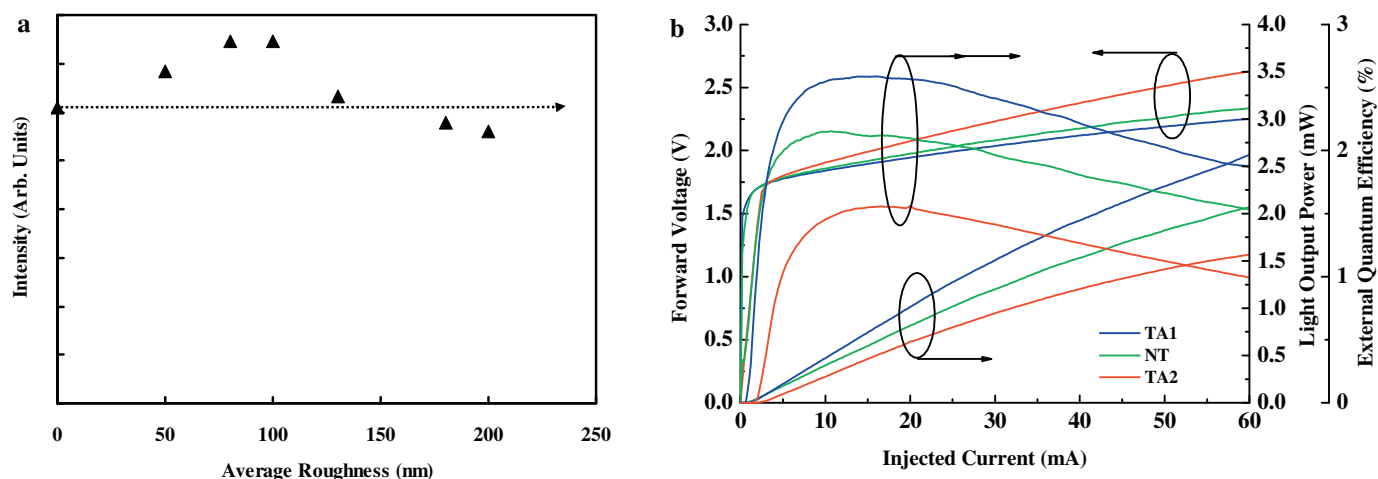 a
Intensity (Arb. Units)
0 50 100 150 200 250
Average Roughness (nm)
b
Forward Voltage (V)
3.0
2.5
2.0
1.5
1.0
0.5
0.0
0 10 20 30 40 50 60
Injected Current (mA)
TA1
NT
TA2
4.0
3.5
3.0
2.5
2.0
1.5
1.0
0.5
0.0
Light Output Power (mW)
3
2
1
0
External Quantum Efficiency (%)